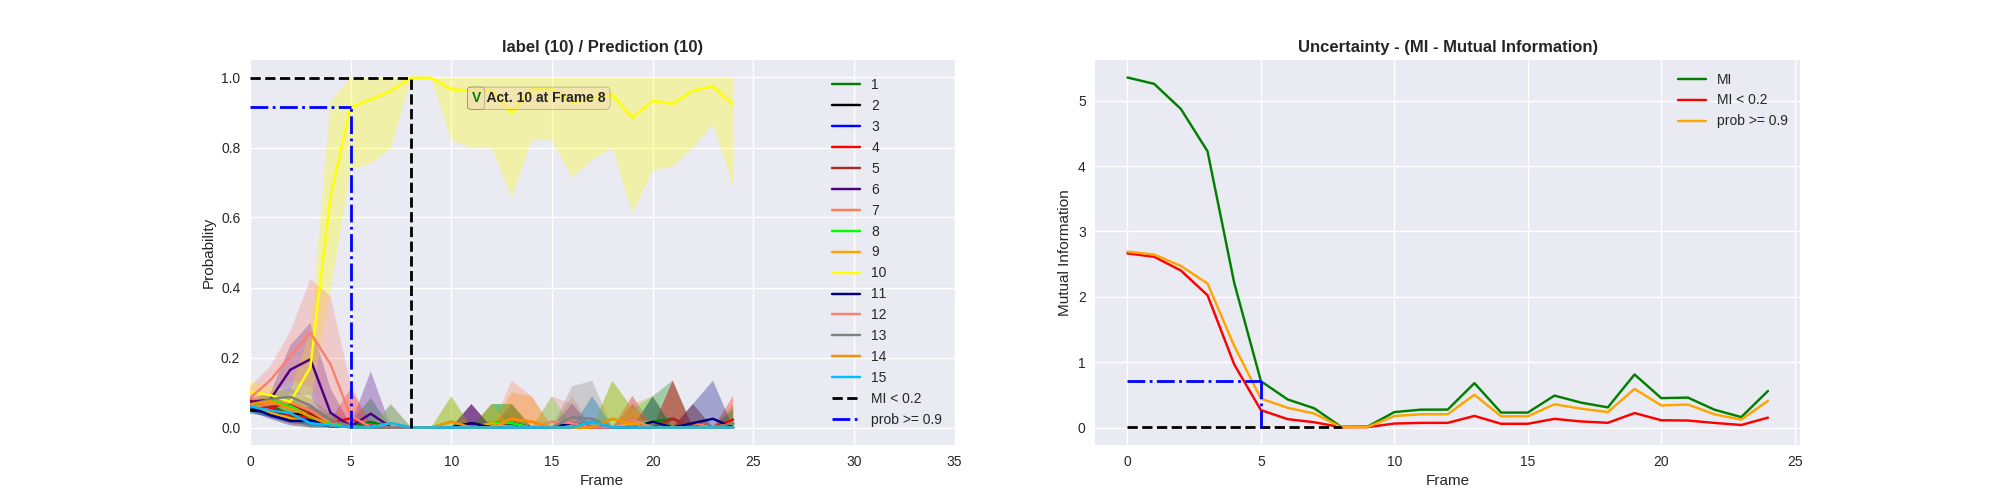 label (10) / Prediction (10)
Probability
1.0
0.8
0.6
0.4
0.2
0.0
V Act. 10 at Frame 8
1
2
3
4
5
6
7
8
9
10
11
12
13
14
15
MI < 0.2
prob >= 0.9
0 5 10 15 20 25 30 35
Frame
Uncertainty - (MI - Mutual Information)
Mutual Information
5
4
3
2
1
0
MI
MI < 0.2
prob >= 0.9
0 5 10 15 20 25
Frame